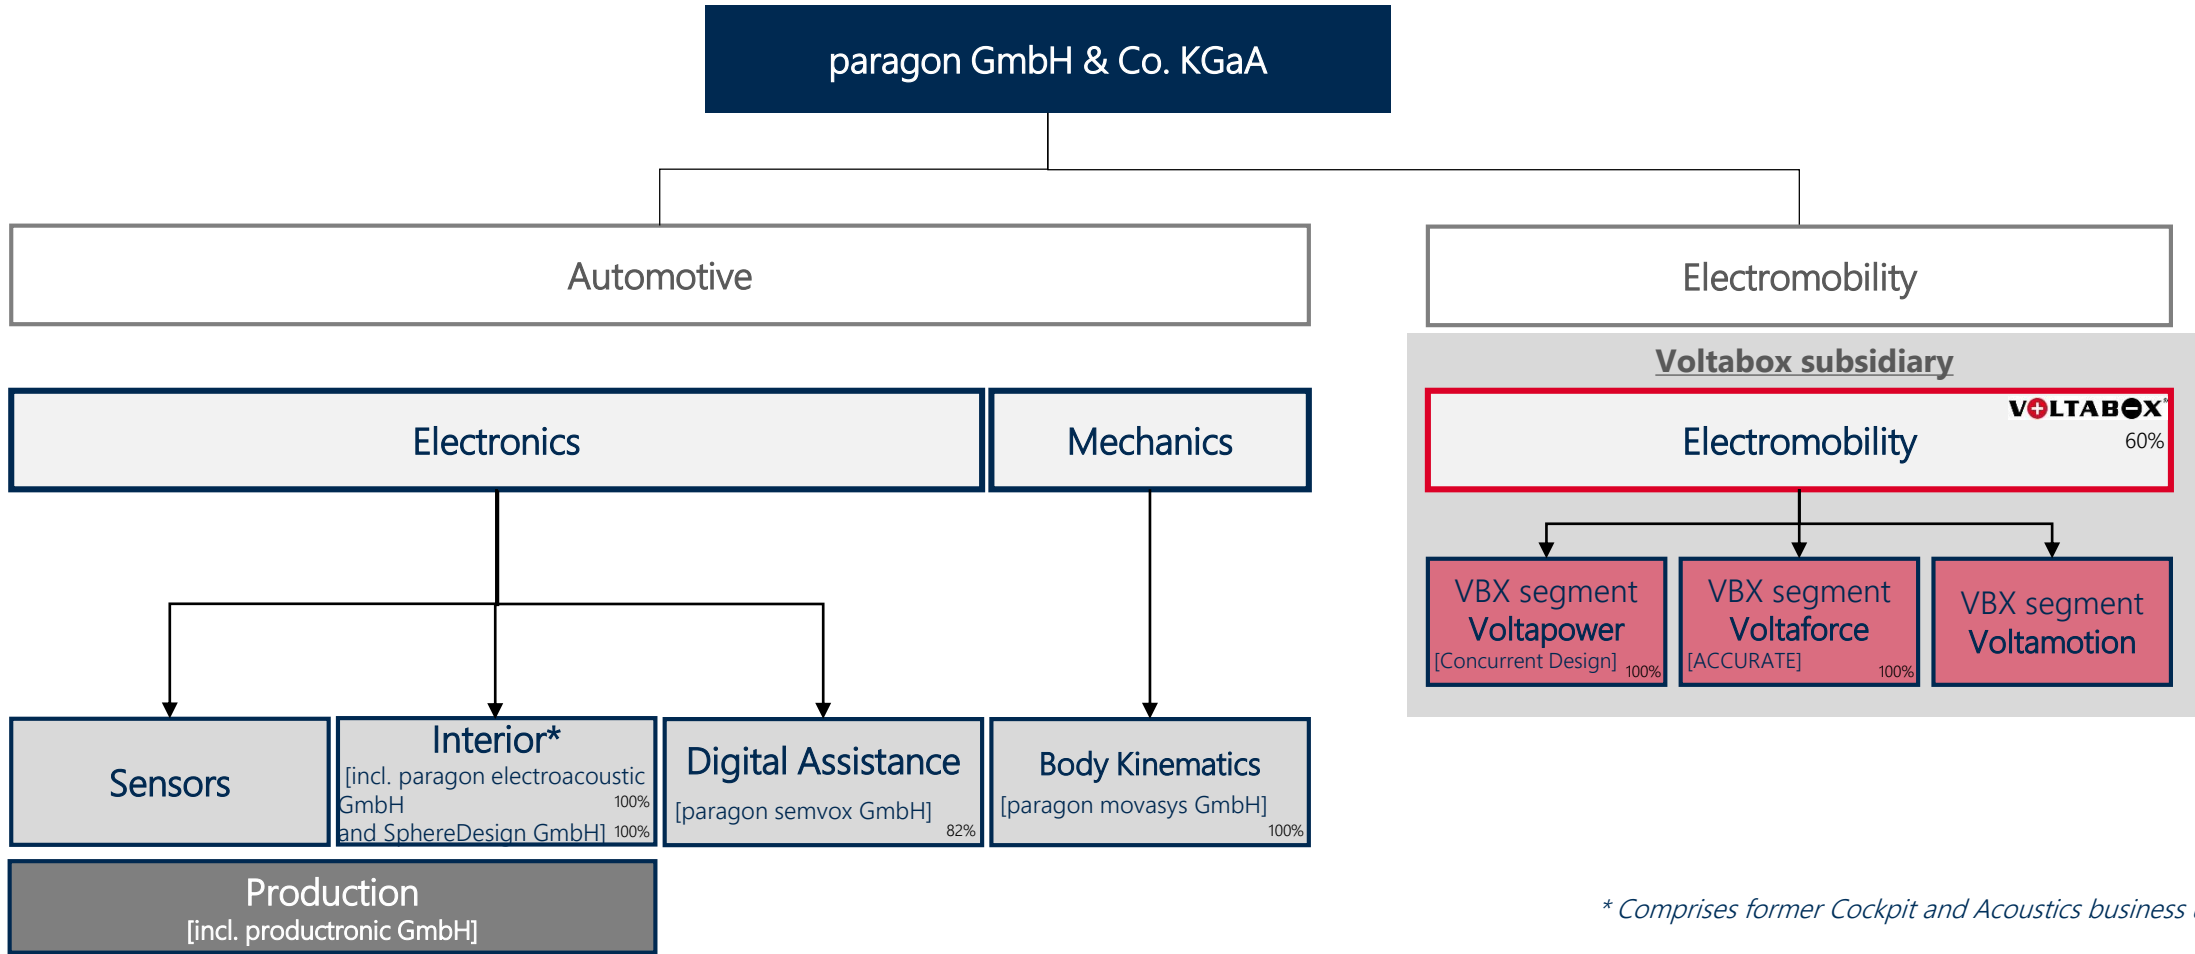 paragon GmbH & Co. KGaA
Automotive
Electromobility
Voltabox subsidiary
Electronics
Mechanics
VOLTABOX®
Electromobility
60%
VBX segment
Voltapower
[Concurrent Design]
100%
VBX segment
Voltaforce
[ACCURATE]
100%
VBX segment
Voltamotion
Sensors
Interior*
[incl. paragon electroacoustic
GmbH 100%
and SphereDesign GmbH] 100%
Digital Assistance
[paragon semvox GmbH]
82%
Body Kinematics
[paragon movasys GmbH]
100%
Production
[incl. productronic GmbH]
* Comprises former Cockpit and Acoustics business